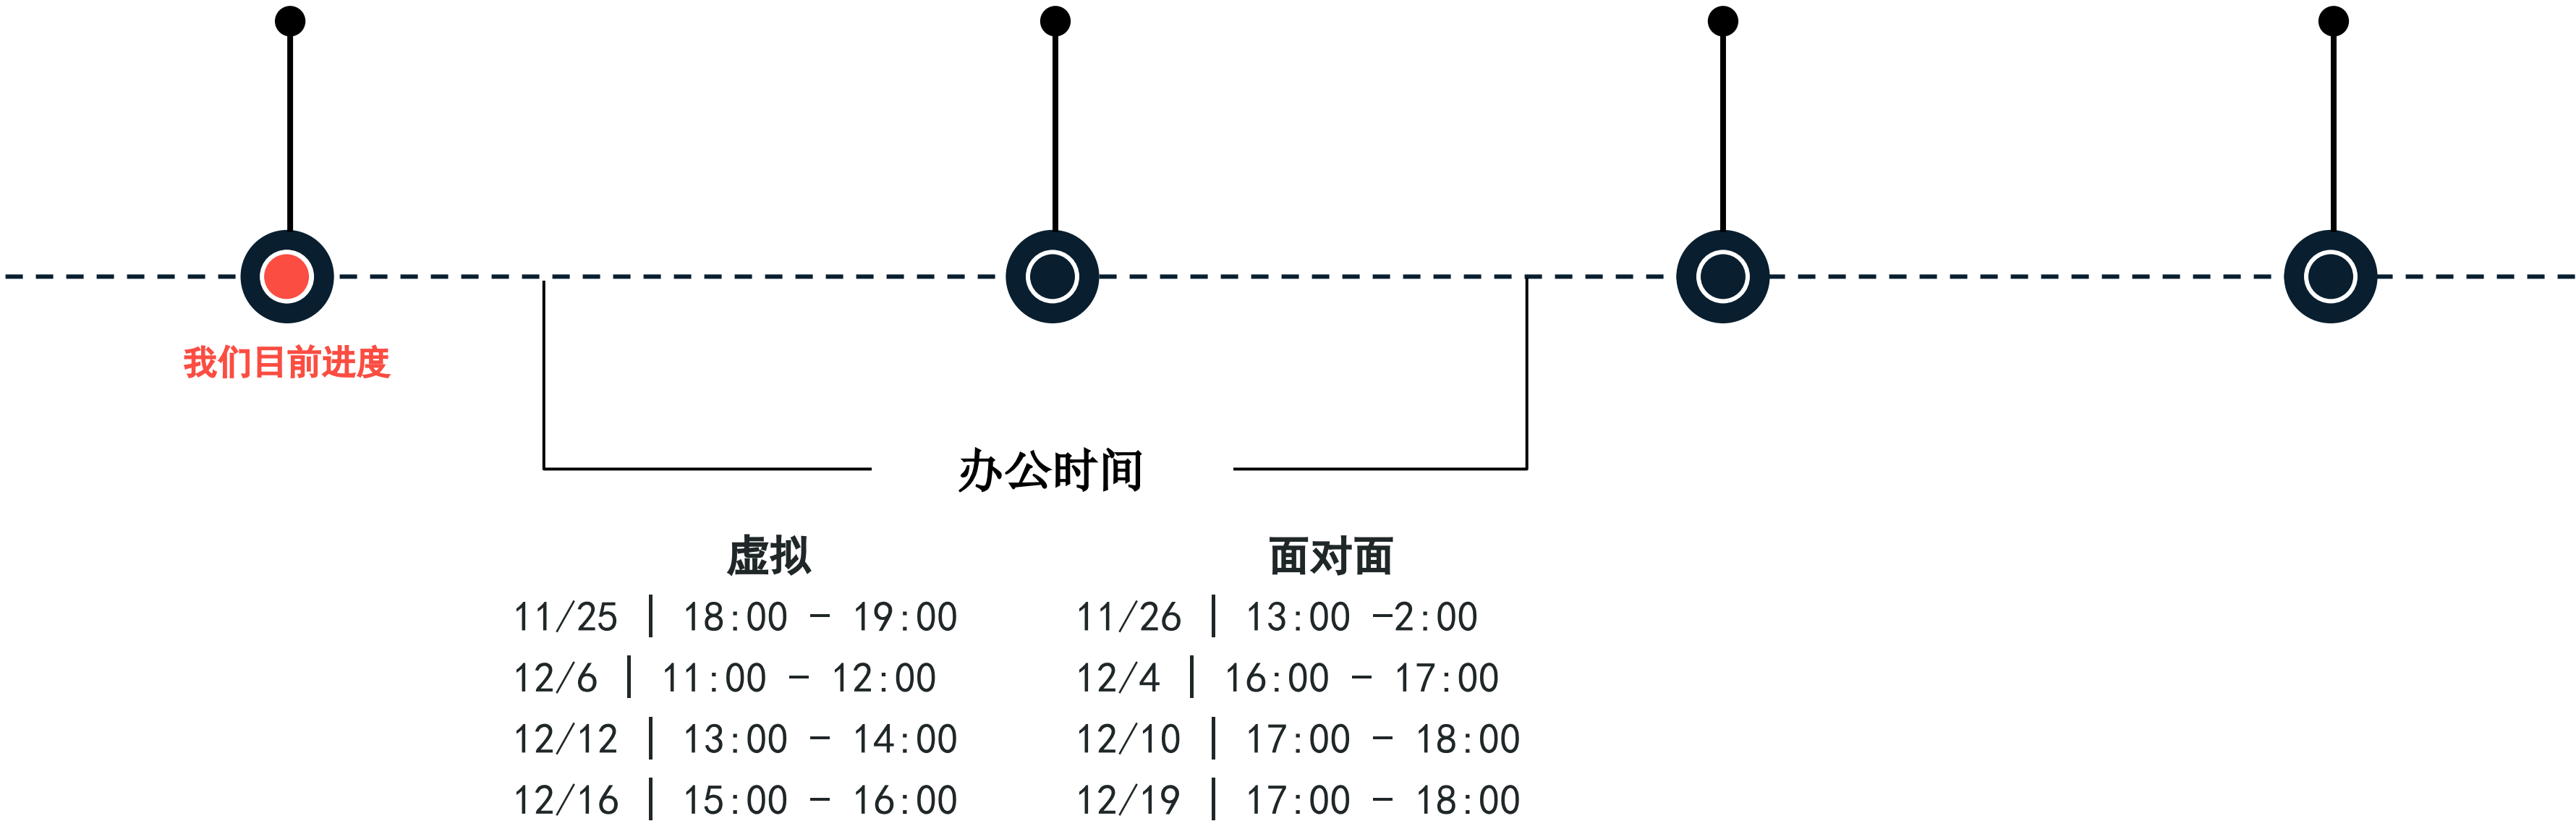 我们目前进度
办公时间
虚拟
11/25 | 18:00 - 19:00
12/6 | 11:00 - 12:00
12/12 | 13:00 - 14:00
12/16 | 15:00 - 16:00
面对面
11/26 | 13:00 -2:00
12/4 | 16:00 - 17:00
12/10 | 17:00 - 18:00
12/19 | 17:00 - 18:00